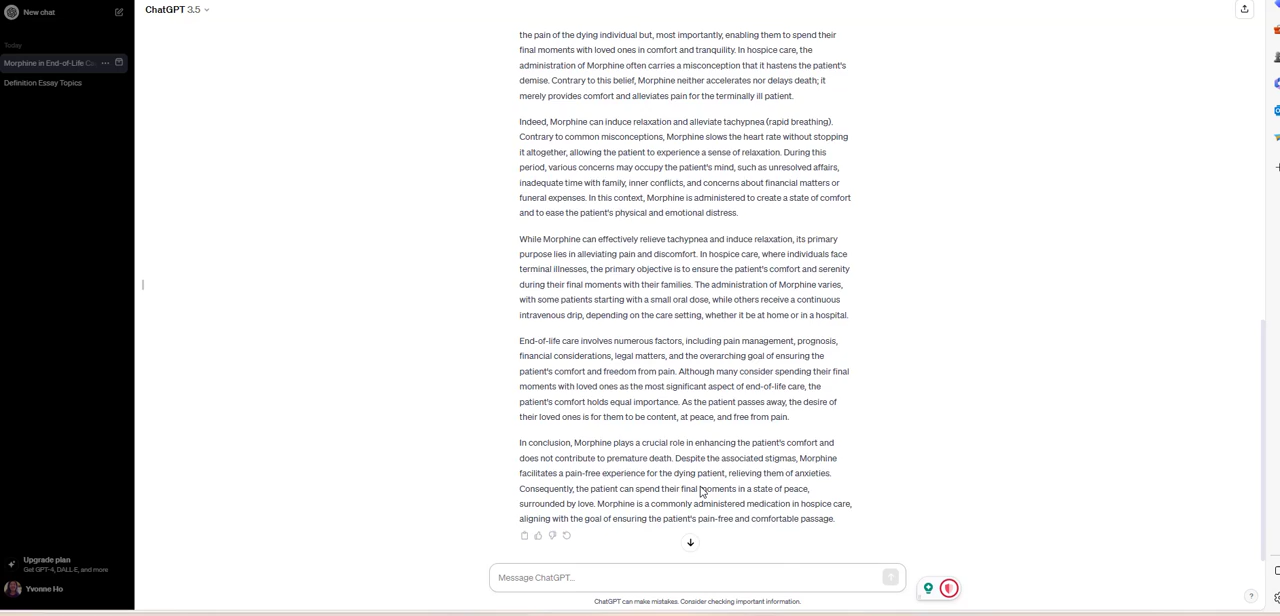 New chat
ChatGPT 3.5
Today
Morphine in End-of-Life Ca
Definition Essay Topics
the pain of the dying individual but, most importantly, enabling them to spend their
final moments with loved ones in comfort and tranquility. In hospice care, the
administration of Morphine often carries a misconception that it hastens the patient's
demise. Contrary to this belief, Morphine neither accelerates nor delays death; it
merely provides comfort and alleviates pain for the terminally ill patient.
Indeed, Morphine can induce relaxation and alleviate tachypnea (rapid breathing).
Contrary to common misconceptions, Morphine slows the heart rate without stopping
it altogether, allowing the patient to experience a sense of relaxation. During this
period, various concerns may occupy the patient's mind, such as unresolved affairs,
inadequate time with family, inner conflicts, and concerns about financial matters or
funeral expenses. In this context, Morphine is administered to create a state of comfort
and to ease the patient's physical and emotional distress.
While Morphine can effectively relieve tachypnea and induce relaxation, its primary
purpose lies in alleviating pain and discomfort. In hospice care, where individuals face
terminal illnesses, the primary objective is to ensure the patient's comfort and serenity
during their final moments with their families. The administration of Morphine varies,
with some patients starting with a small oral dose, while others receive a continuous
intravenous drip, depending on the care setting, whether it be at home or in a hospital.
End-of-life care involves numerous factors, including pain management, prognosis,
financial considerations, legal matters, and the overarching goal of ensuring the
patient's comfort and freedom from pain. Although many consider spending their final
moments with loved ones as the most significant aspect of end-of-life care, the
patient's comfort holds equal importance. As the patient passes away, the desire of
their loved ones is for them to be content, at peace, and free from pain.
In conclusion, Morphine plays a crucial role in enhancing the patient's comfort and
does not contribute to premature death. Despite the associated stigmas, Morphine
facilitates a pain-free experience for the dying patient, relieving them of anxieties.
Consequently, the patient can spend their final moments in a state of peace,
surrounded by love. Morphine is a commonly administered medication in hospice care,
aligning with the goal of ensuring the patient's pain-free and comfortable passage.
Upgrade plan
Get GPT-4, DALL·E, and more
Yvonne Ho
Message ChatGPT...
ChatGPT can make mistakes. Consider checking important information.
?